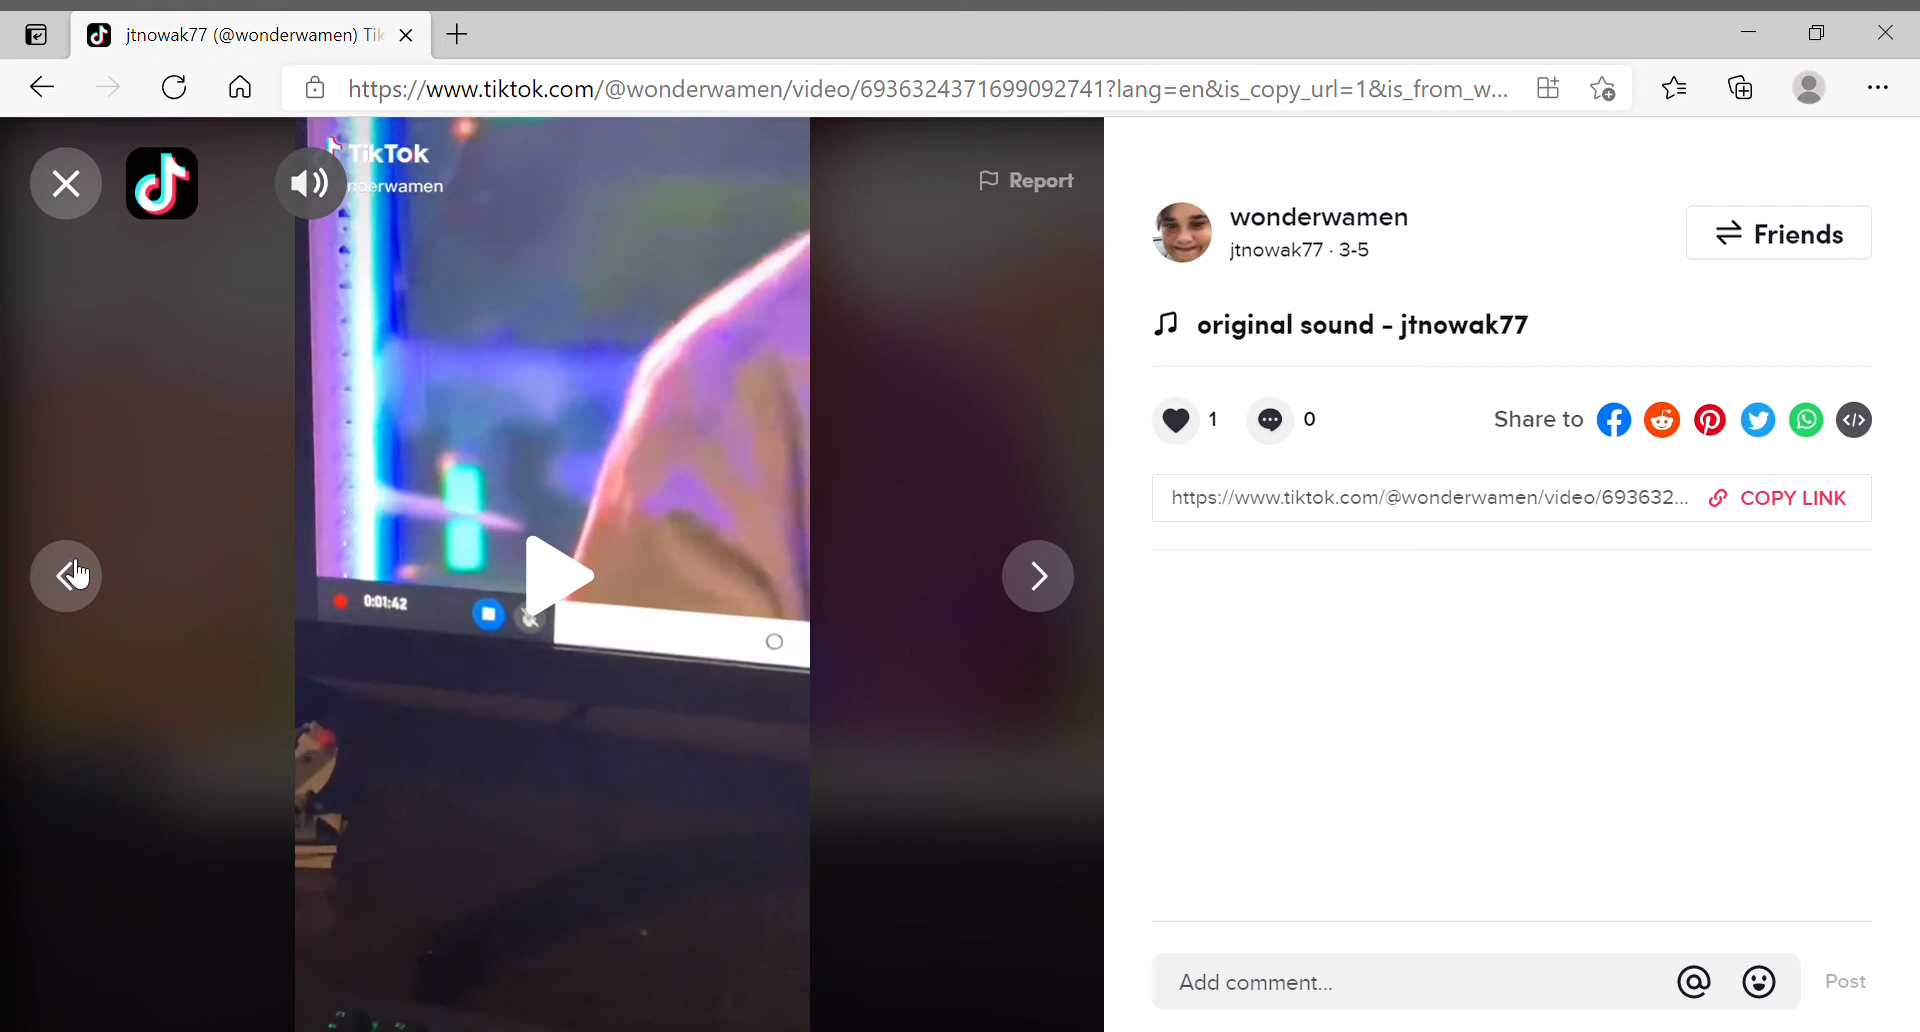 jtnowak77 (@wonderwamen) Tik
https://www.tiktok.com/@wonderwamen/video/6936324371699092741?lang=en&is_copy_url=1&is_from_w...
TikTok
nderwamen
Report
wonderwamen
jtnowak77 · 3-5
Friends
original sound - jtnowak77
1
0
Share to
https://www.tiktok.com/@wonderwamen/video/693632...
COPY LINK
0:01:42
Add comment...
Post